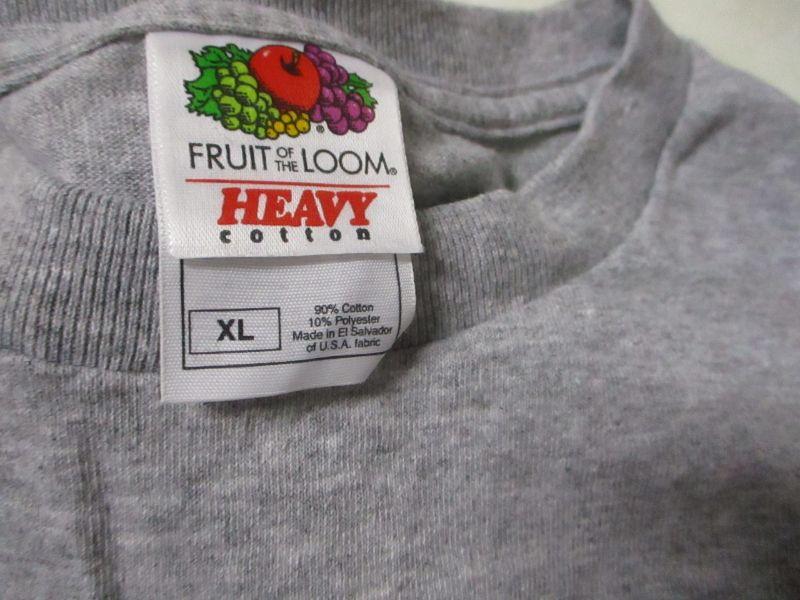 FRUIT OF THE LOOM®
HEAVY
cotton
XL
90% Cotton
10% Polyester
Made in El Salvador
of U.S.A. fabric